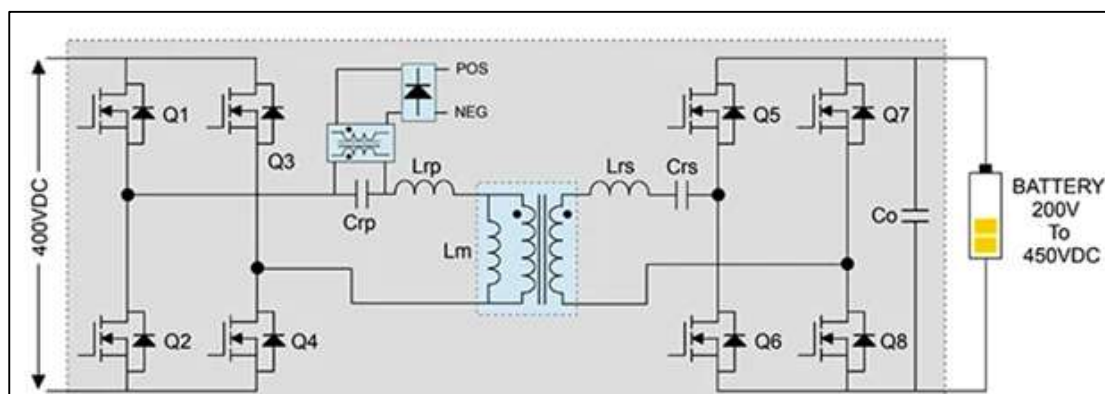 400VDC
Q1
Q3
POS
NEG
Lrp
Crp
Lm
Lrs
Crs
Q5
Q7
Co
BATTERY
200V
To
450VDC
Q2
Q4
Q6
Q8